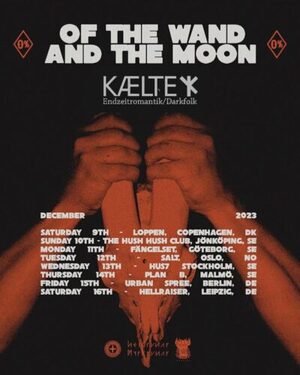 0% OF THE WAND 0%
AND THE MOON
KÆLTE
Endzeitromantik/Darkfolk
DECEMBER 2023
SATURDAY 9TH - LOPPEN, COPENHAGEN, DK
SUNDAY 10TH - THE HUSH HUSH CLUB, JÖNKÖPING, SE
MONDAY 11TH - FÄNGELSET, GÖTEBORG, SE
TUESDAY 12TH - SALT, OSLO, NO
WEDNESDAY 13TH - HUS7 STOCKHOLM, SE
THURSDAY 14TH - PLAN B, MALMÖ, SE
FRIDAY 15TH - URBAN SPREE, BERLIN, DE
SATURDAY 16TH - HELLRAISER, LEIPZIG, DE